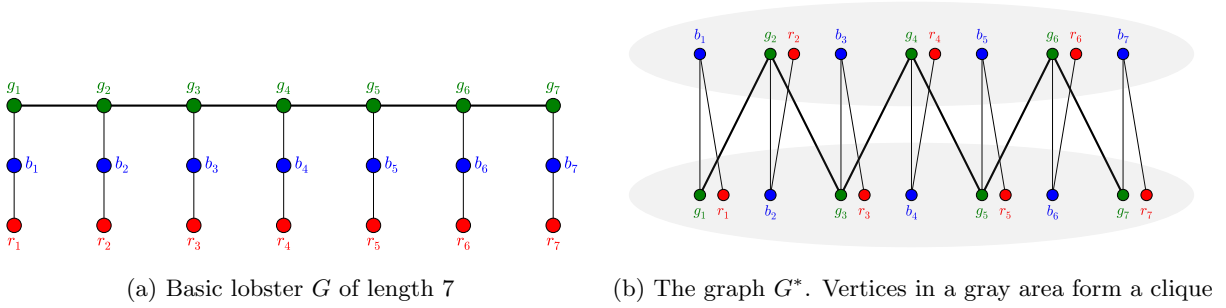 b₁ g₂ r₂ b₃ g₄ r₄ b₅ g₆ r₆ b₇
g₁ g₂ g₃ g₄ g₅ g₆ g₇
b₁ b₂ b₃ b₄ b₅ b₆ b₇
g₁ r₁ b₂ g₃ r₃ b₄ g₅ r₅ b₆ g₇ r₇
r₁ r₂ r₃ r₄ r₅ r₆ r₇
(a) Basic lobster G of length 7
(b) The graph G*. Vertices in a gray area form a clique